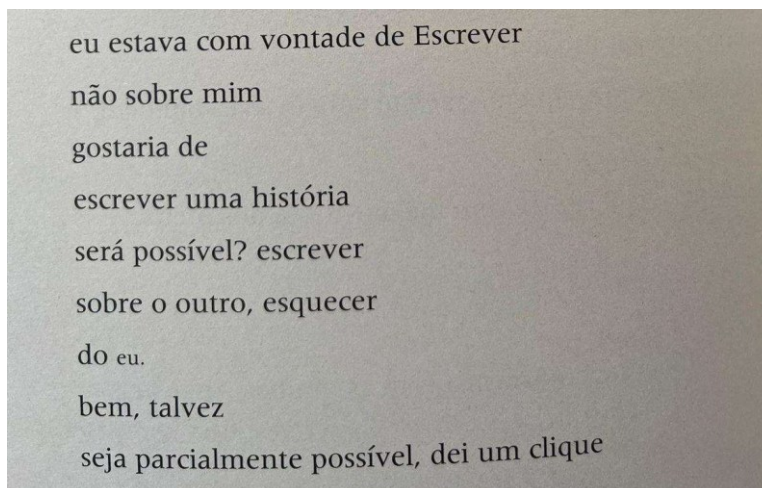 eu estava com vontade de Escrever
não sobre mim
gostaria de
escrever uma história
será possível? escrever
sobre o outro, esquecer
do eu.
bem, talvez
seja parcialmente possível, dei um clique